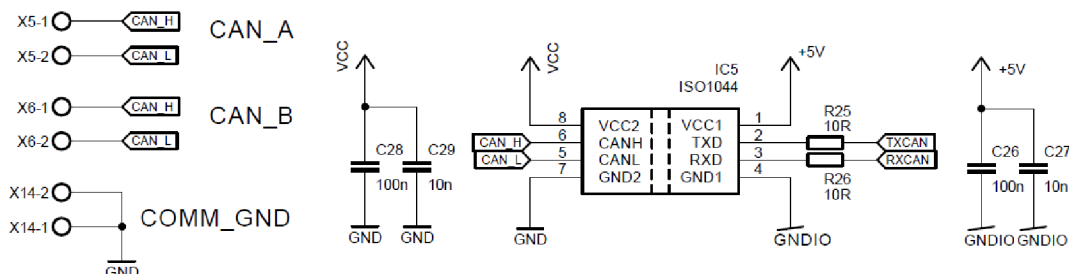 X5-1 CAN_H
CAN_A
X5-2 CAN_L
X6-1 CAN_H
CAN_B
X6-2 CAN_L
X14-2
X14-1
COMM_GND
GND
VCC
C28
100n
C29
10n
GND GND
VCC
+5V
IC5
ISO1044
8 VCC2 VCC1 1
CAN_H 6 CANH TXD 2
CAN_L 5 CANL RXD 3
7 GND2 GND1 4
R25
10R
TXCAN
RXCAN
R26
10R
GND
GNDIO
+5V
C26
100n
C27
10n
GNDIO GNDIO